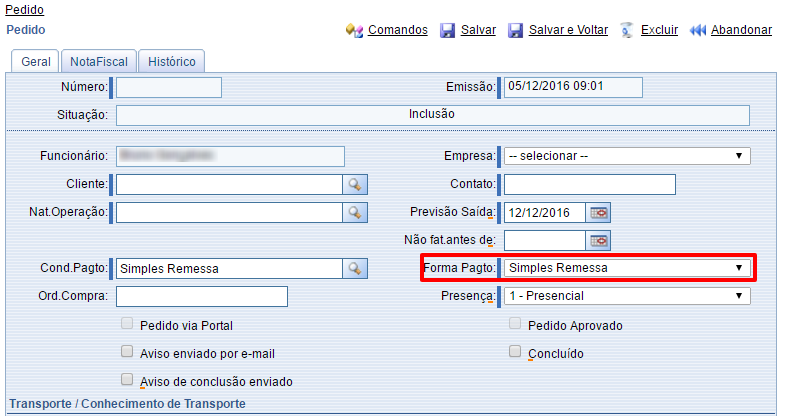 Pedido
Pedido
Comandos Salvar Salvar e Voltar Excluir Abandonar
Geral NotaFiscal Histórico
Número: Emissão: 05/12/2016 09:01
Situação: Inclusão
Funcionário: Empresa: -- selecionar --
Cliente: Contato:
Nat.Operação: Previsão Saída: 12/12/2016
Não fat.antes de:
Cond.Pagto: Simples Remessa Forma Pagto: Simples Remessa
Ord.Compra: Presença: 1 - Presencial
Pedido via Portal Pedido Aprovado
Aviso enviado por e-mail Concluído
Aviso de conclusão enviado
Transporte / Conhecimento de Transporte